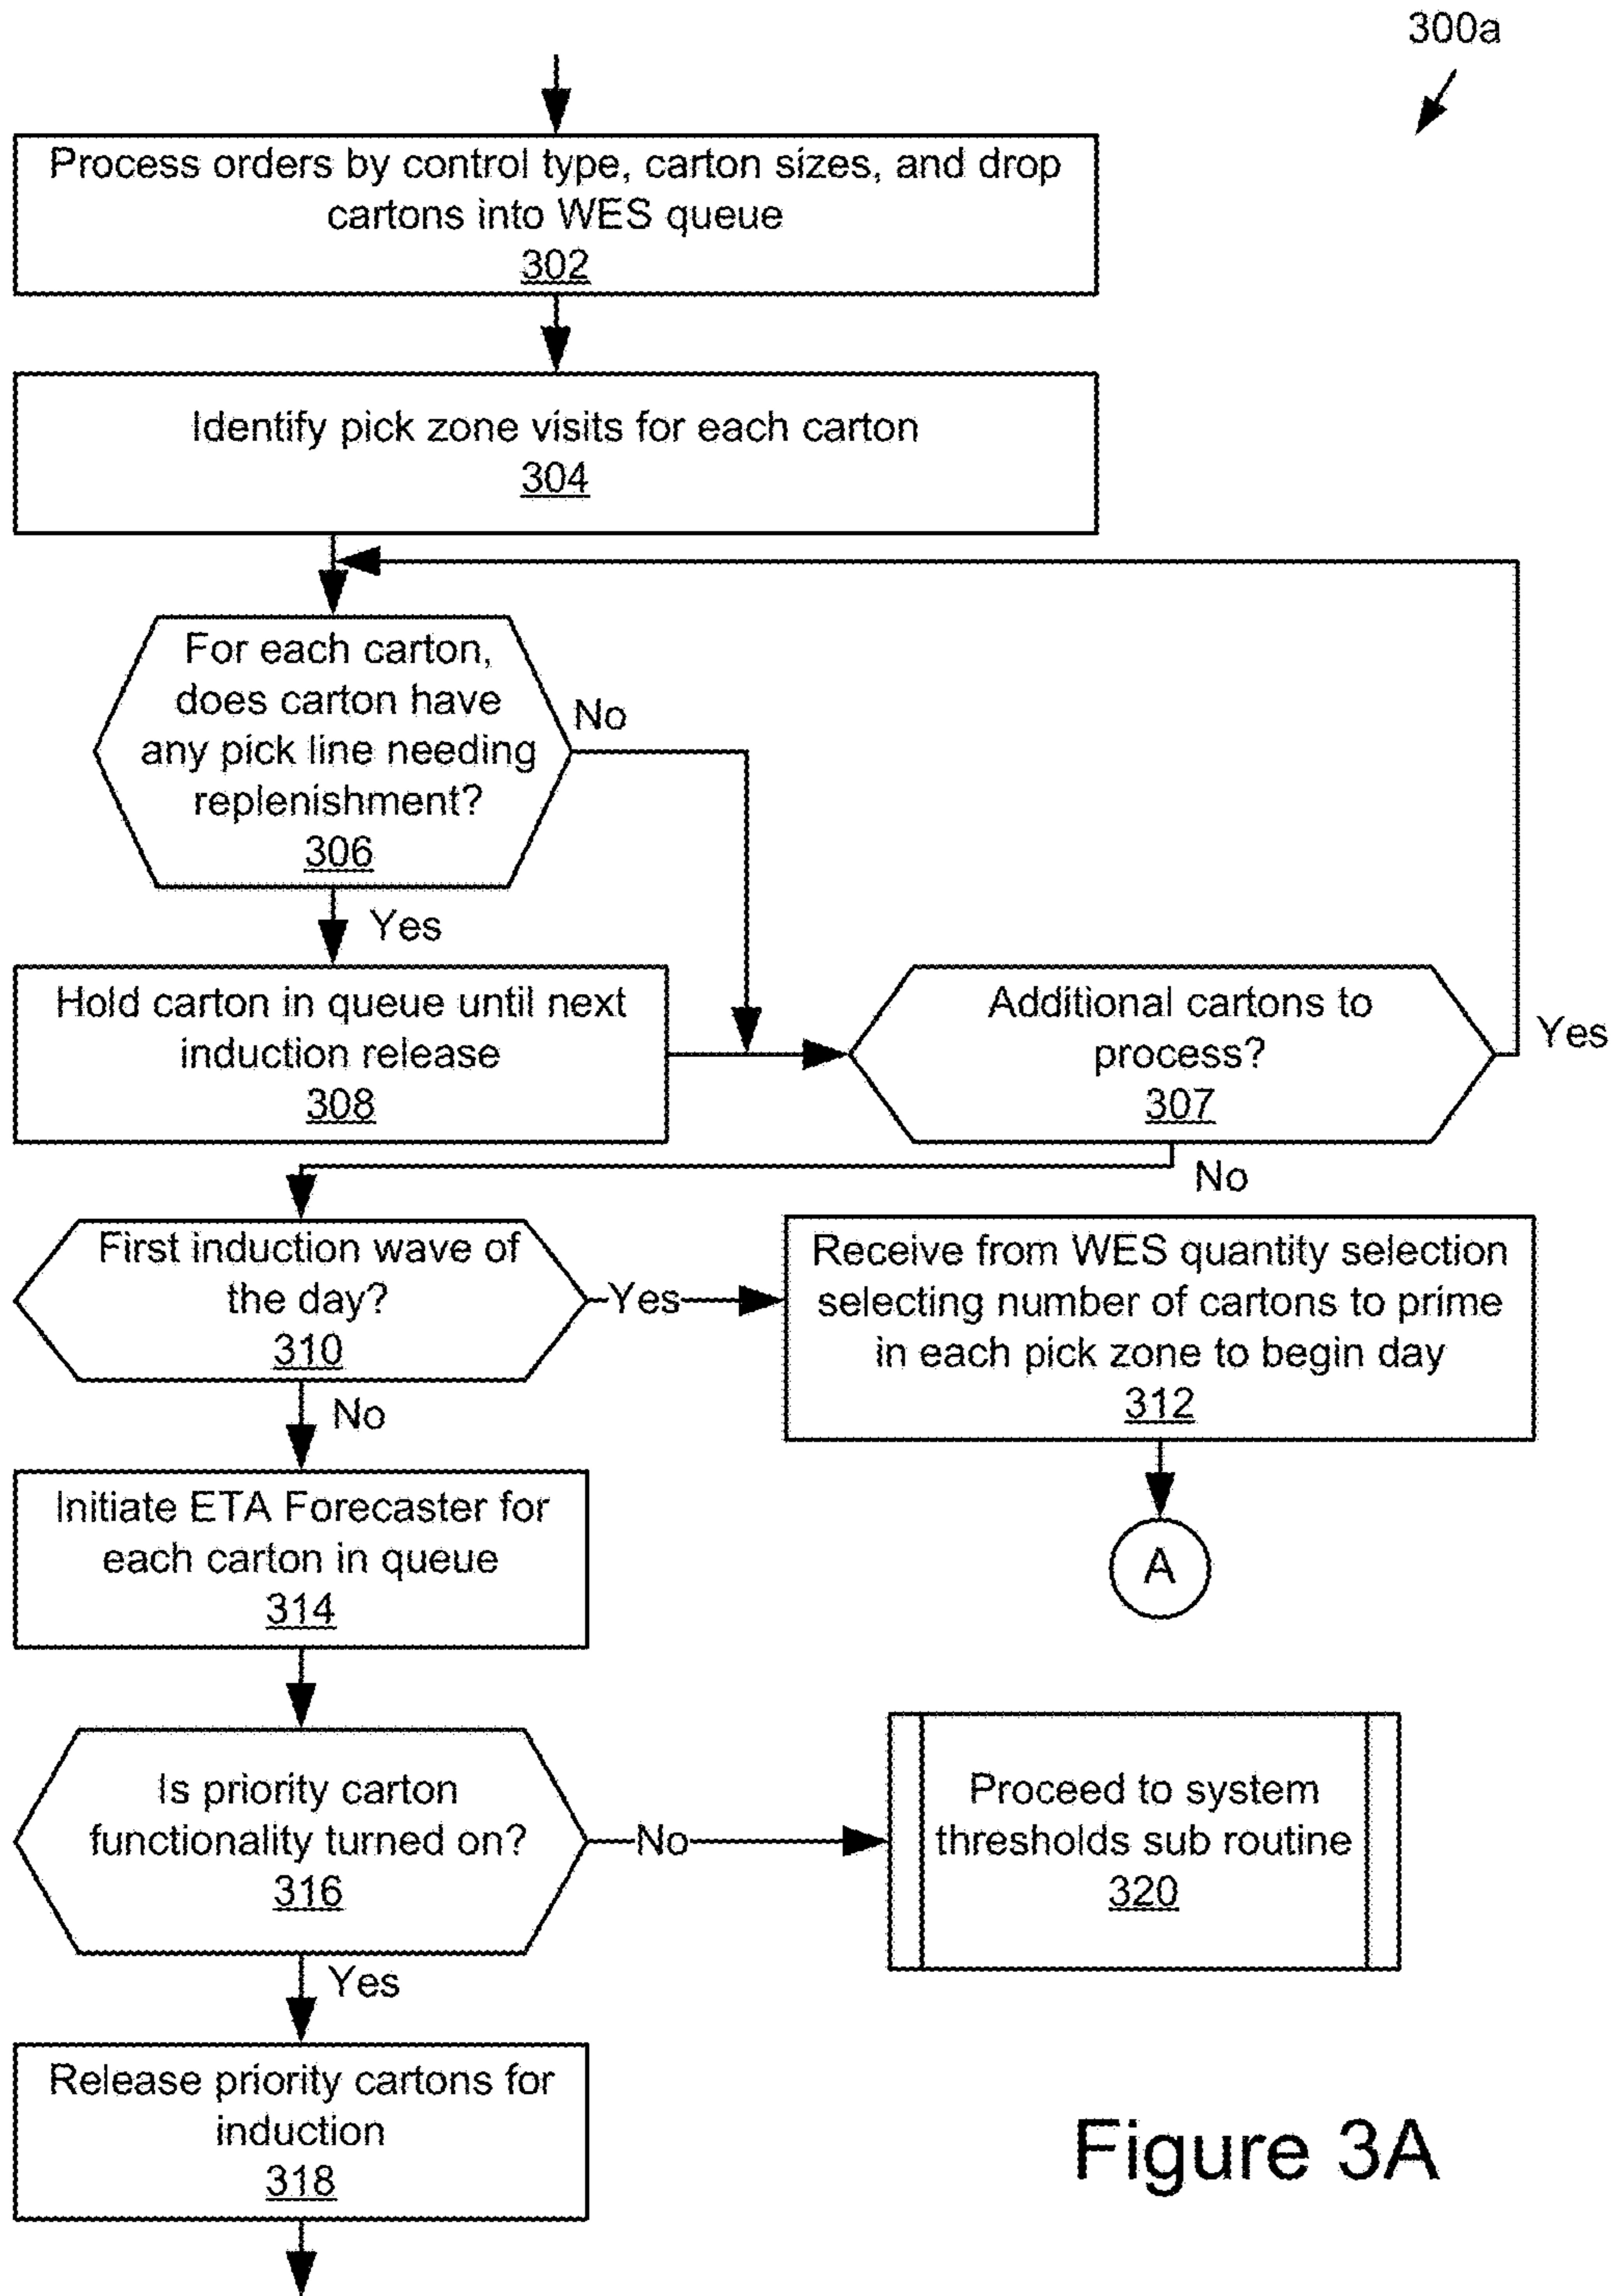 300a
Process orders by control type, carton sizes, and drop
cartons into WES queue
302
Identify pick zone visits for each carton
304
For each carton,
does carton have
any pick line needing
replenishment?
306
No
Yes
Hold carton in queue until next
induction release
308
Additional cartons to
process?
307
Yes
No
First induction wave of
the day?
310
Yes
Receive from WES quantity selection
selecting number of cartons to prime
in each pick zone to begin day
312
No
A
Initiate ETA Forecaster for
each carton in queue
314
Is priority carton
functionality turned on?
316
No
Proceed to system
thresholds sub routine
320
Yes
Release priority cartons for
induction
318
Figure 3A